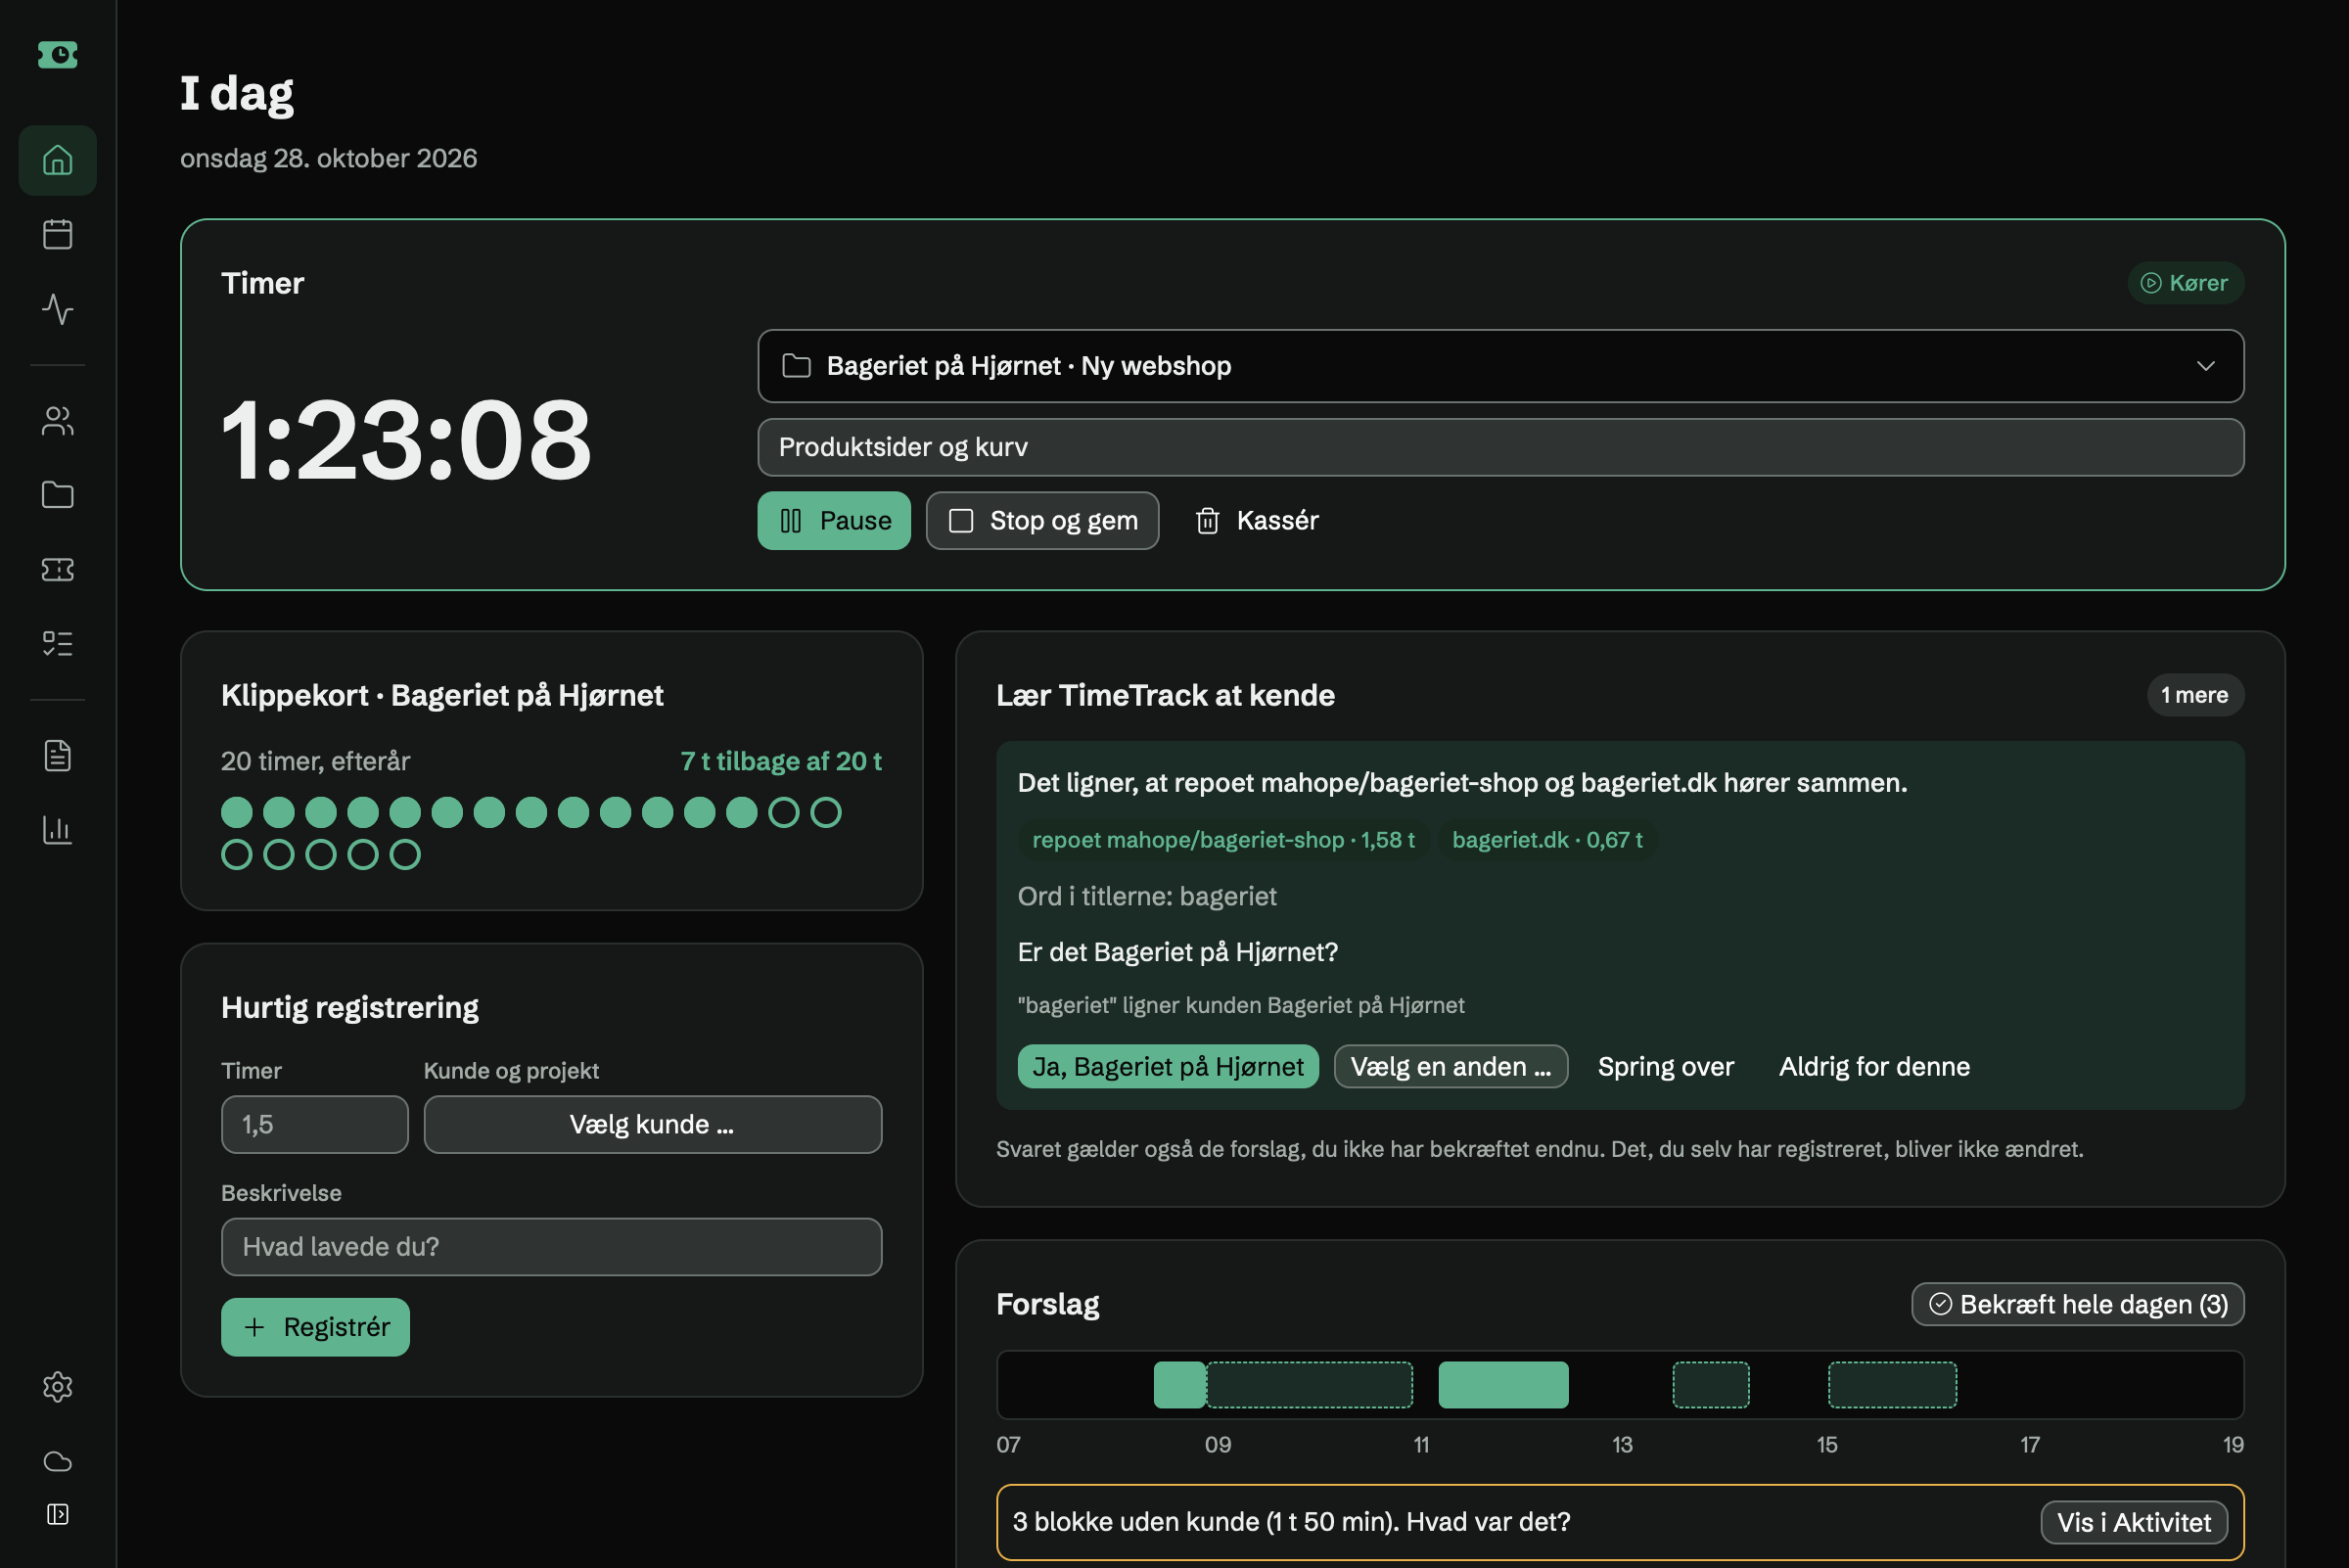 I dag
onsdag 28. oktober 2026
Timer
Kører
1:23:08
Bageriet på Hjørnet · Ny webshop
Produktsider og kurv
Pause
Stop og gem
Kassér
Klippekort · Bageriet på Hjørnet
20 timer, efterår
7 t tilbage af 20 t
Hurtig registrering
Timer
Kunde og projekt
1,5
Vælg kunde ...
Beskrivelse
Hvad lavede du?
Registrér
Lær TimeTrack at kende
1 mere
Det ligner, at repoet mahope/bageriet-shop og bageriet.dk hører sammen.
repoet mahope/bageriet-shop · 1,58 t
bageriet.dk · 0,67 t
Ord i titlerne: bageriet
Er det Bageriet på Hjørnet?
"bageriet" ligner kunden Bageriet på Hjørnet
Ja, Bageriet på Hjørnet
Vælg en anden ...
Spring over
Aldrig for denne
Svaret gælder også de forslag, du ikke har bekræftet endnu. Det, du selv har registreret, bliver ikke ændret.
Forslag
Bekræft hele dagen (3)
07 09 11 13 15 17 19
3 blokke uden kunde (1 t 50 min). Hvad var det?
Vis i Aktivitet